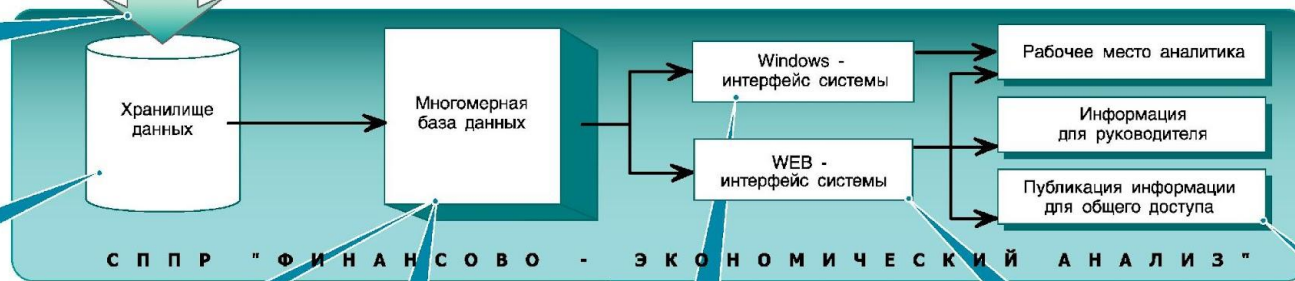 Хранилище
данных
Многомерная
база данных
Windows -
интерфейс системы
WEB -
интерфейс системы
Рабочее место аналитика
Информация
для руководителя
Публикация информации
для общего доступа
СППР "ФИНАНСОВО - ЭКОНОМИЧЕСКИЙ АНАЛИЗ"